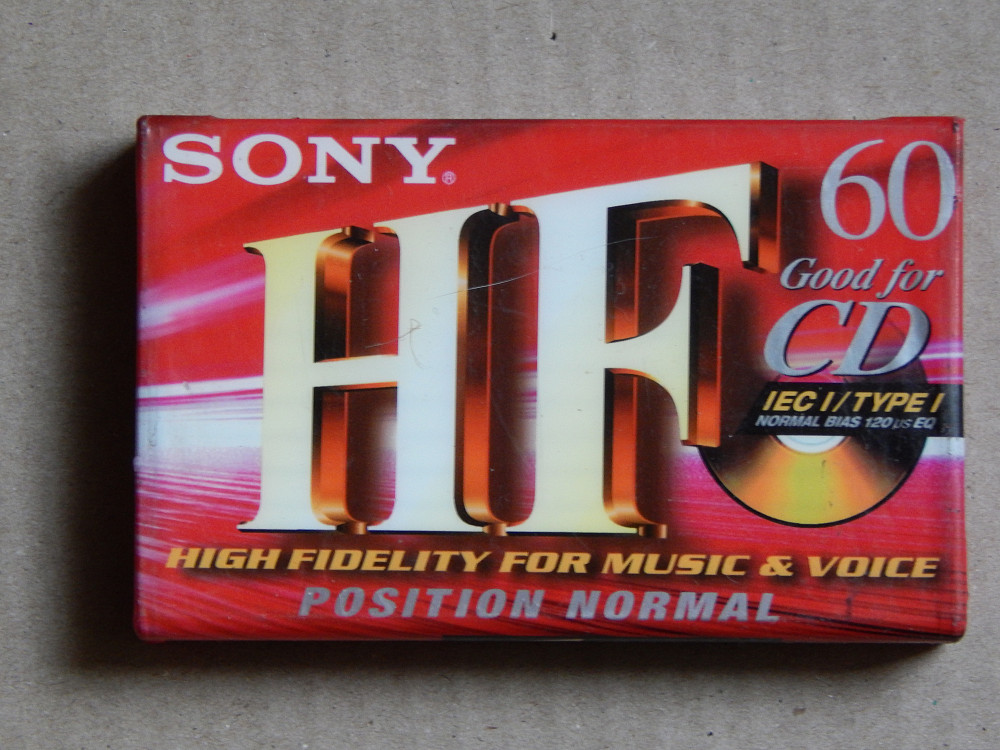 SONY®
HF
60
Good for
CD
IEC I / TYPE I
NORMAL BIAS 120 µs EQ
HIGH FIDELITY FOR MUSIC & VOICE
POSITION NORMAL